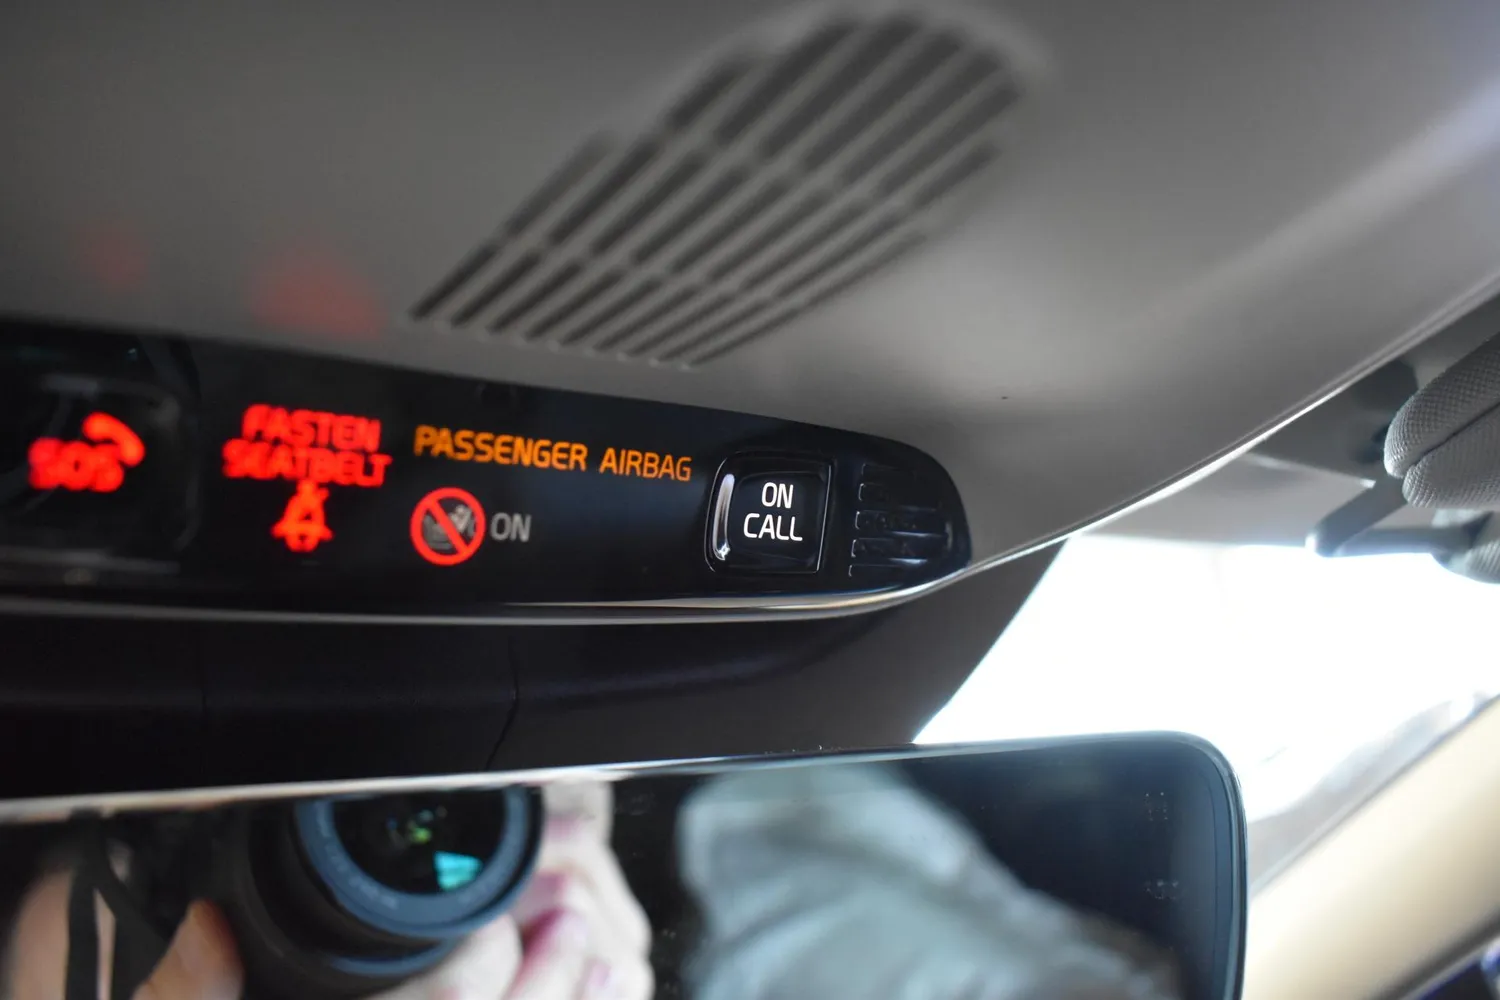 SOS
FASTEN
SEATBELT
PASSENGER AIRBAG
ON
ON
CALL